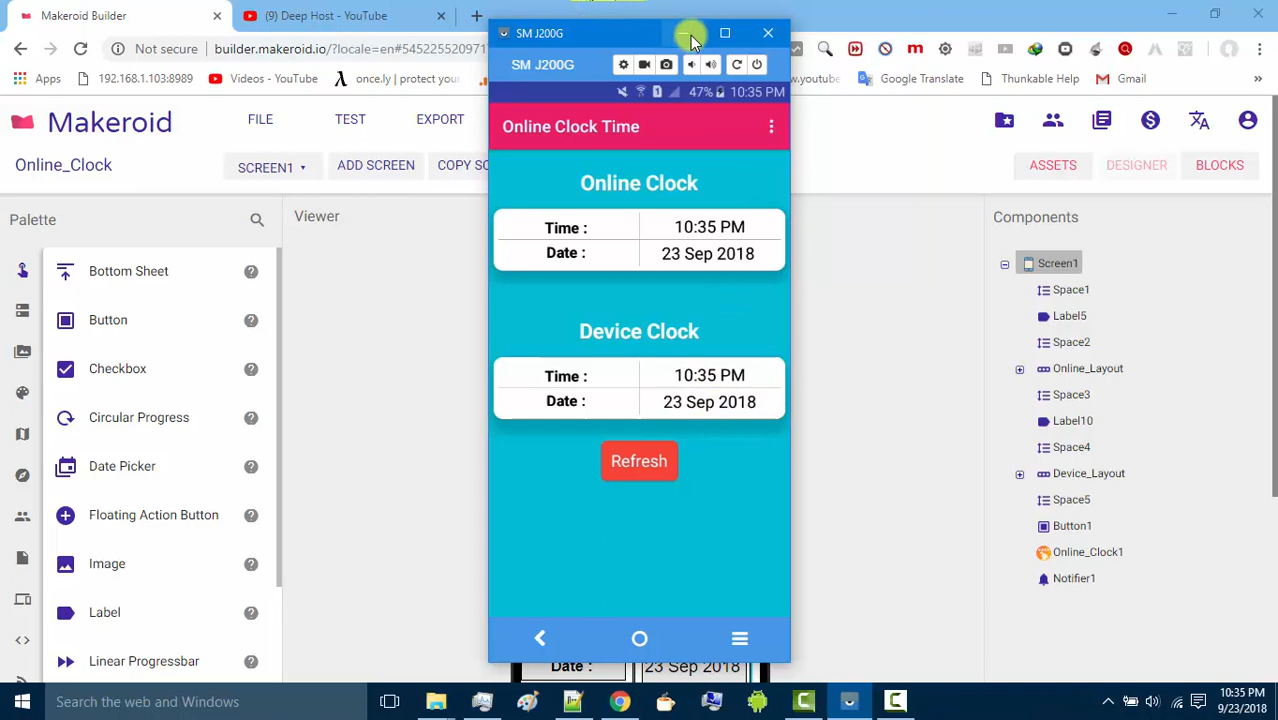 Makeroid Builder
(9) Deep Host - YouTube
Not secure
builder.makeroid.io/?locale=en#5452255209717
Apps
192.168.1.103:8989
Videos - YouTube
once.ly | protect your
.youtube
Google Translate
Thunkable Help
Gmail
Makeroid
FILE
TEST
EXPORT
Online_Clock
SCREEN1
ADD SCREEN
COPY SC
ASSETS
DESIGNER
BLOCKS
Palette
Viewer
Components
Bottom Sheet
Button
Checkbox
Circular Progress
Date Picker
Floating Action Button
Image
Label
Linear Progressbar
SM J200G
SM J200G
1
47%
10:35 PM
Online Clock Time
Online Clock
Time :
10:35 PM
Date :
23 Sep 2018
Device Clock
Time :
10:35 PM
Date :
23 Sep 2018
Refresh
Date :
23 Sep 2018
Screen1
Space1
Label5
Space2
Online_Layout
Space3
Label10
Space4
Device_Layout
Space5
Button1
Online_Clock1
Notifier1
Search the web and Windows
10:35 PM
9/23/2018